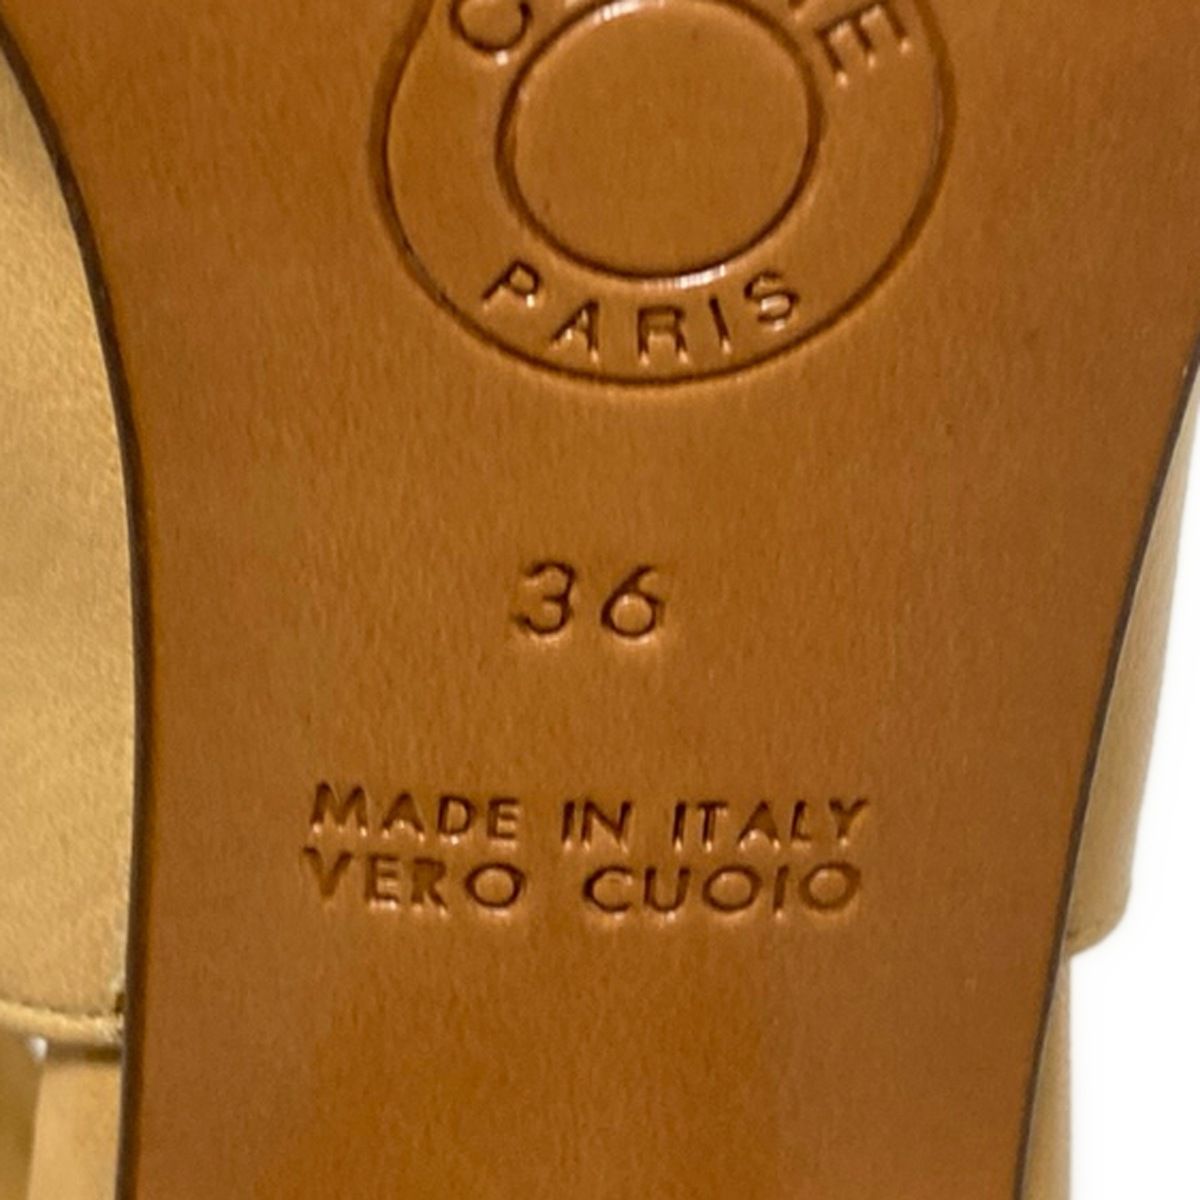 PARIS
36
MADE IN ITALY
VERO CUOIO